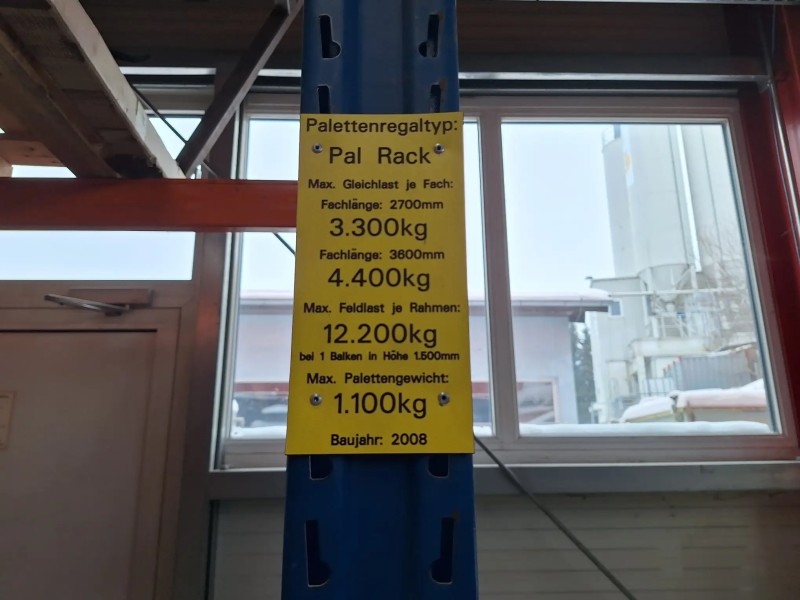 Palettenregaltyp:
Pal Rack
Max. Gleichlast je Fach:
Fachlänge: 2700mm
3.300kg
Fachlänge: 3600mm
4.400kg
Max. Feldlast je Rahmen:
12.200kg
bei 1 Balken in Höhe 1.500mm
Max. Palettengewicht:
1.100kg
Baujahr: 2008